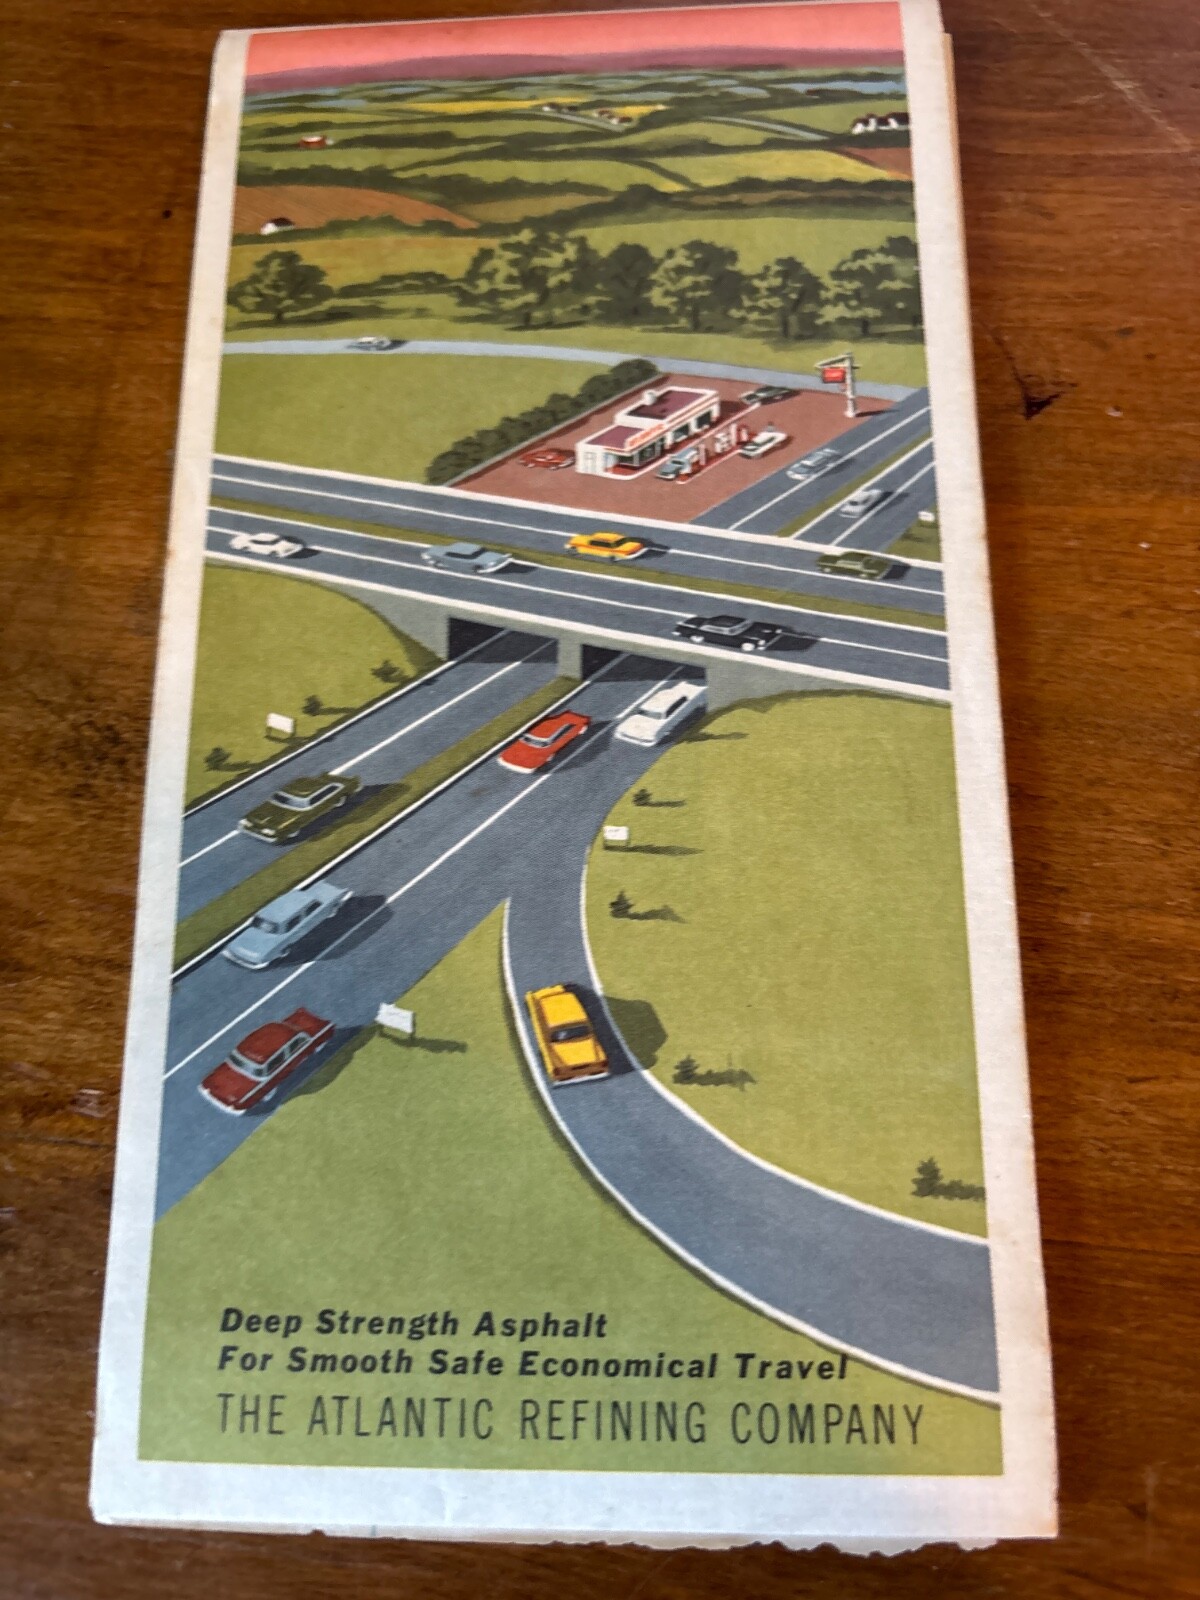 Deep Strength Asphalt
For Smooth Safe Economical Travel
THE ATLANTIC REFINING COMPANY